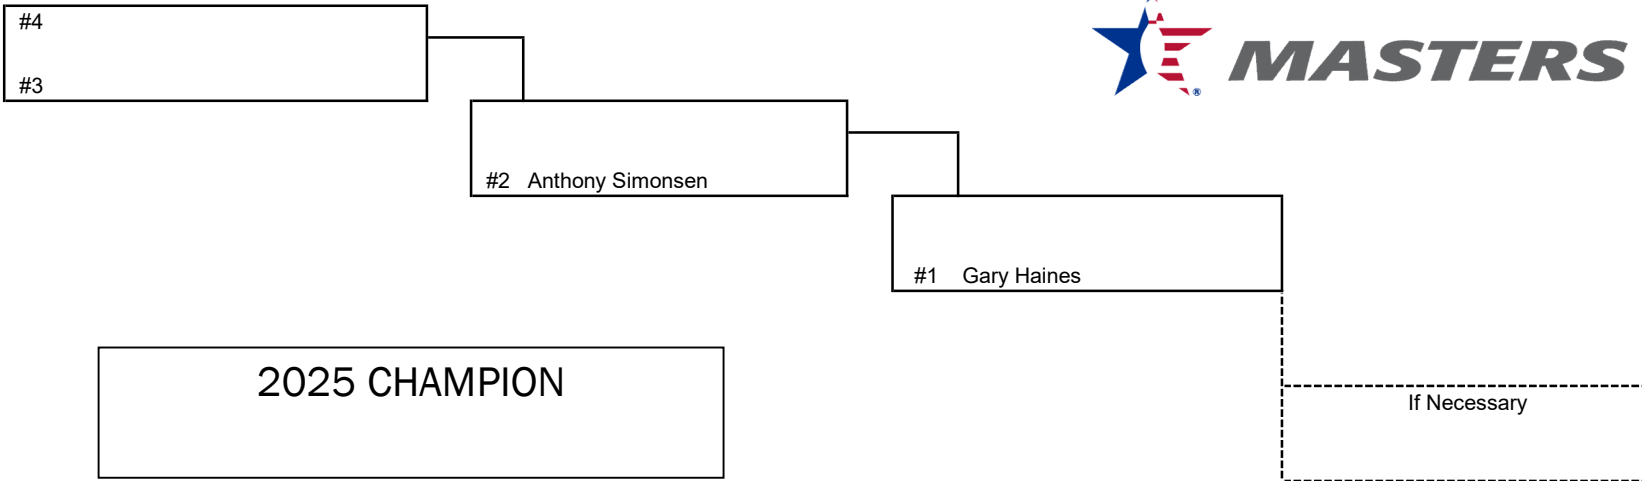 #4
MASTERS
®
#3
#2 Anthony Simonsen
#1 Gary Haines
2025 CHAMPION
If Necessary